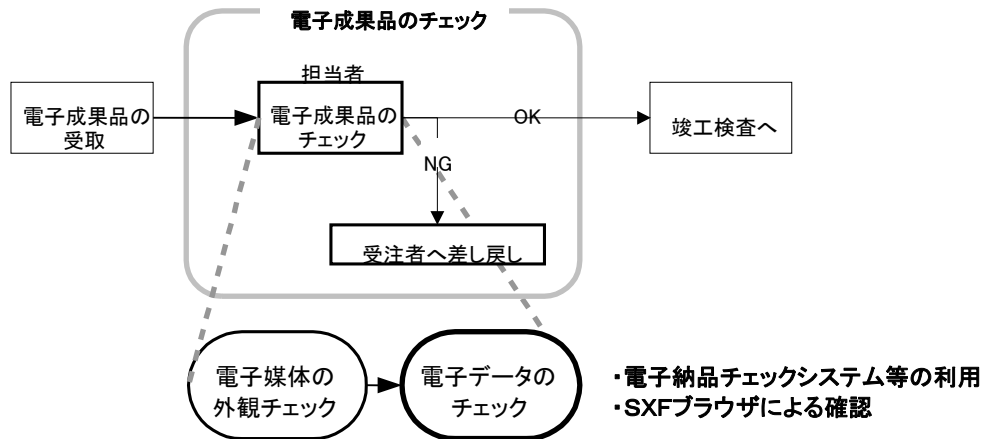 電子成果品のチェック
担当者
電子成果品の
受取
電子成果品の
チェック
OK
竣工検査へ
NG
受注者へ差し戻し
電子媒体の
外観チェック
電子データの
チェック
・電子納品チェックシステム等の利用
・SXFブラウザによる確認